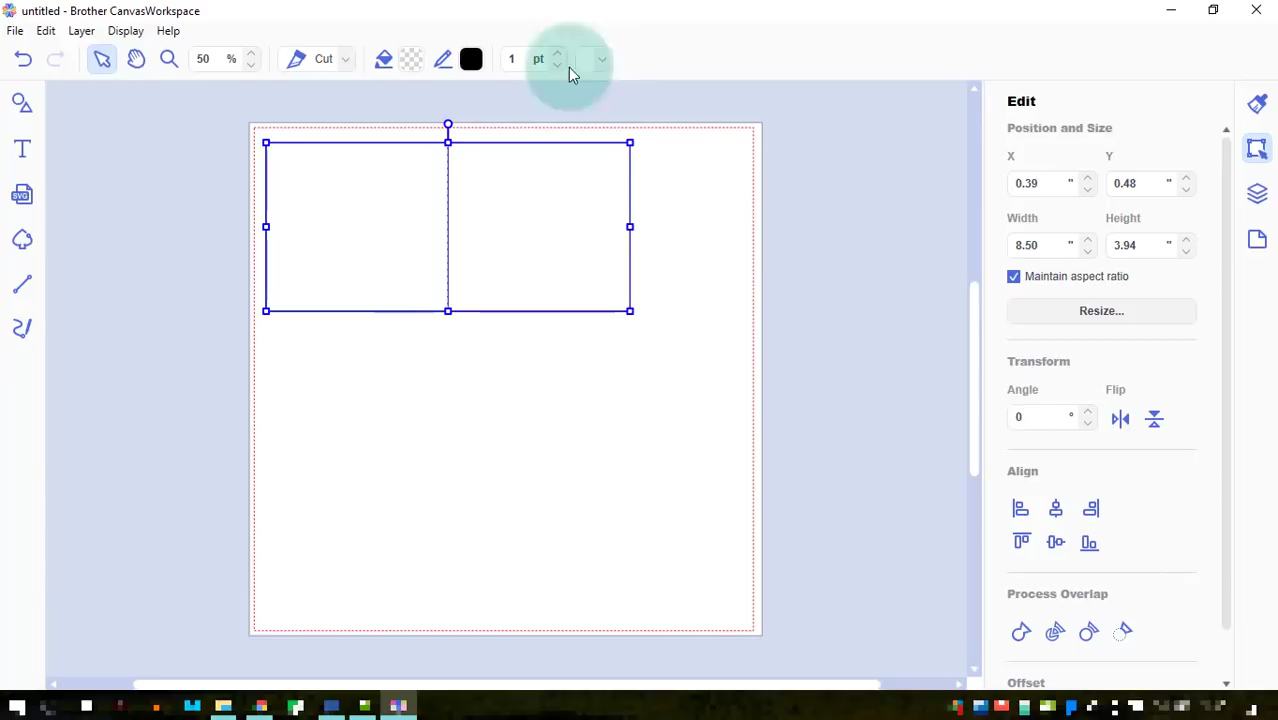 untitled - Brother CanvasWorkspace
File Edit Layer Display Help
50 % Cut 1 pt
T
SVG
Edit
Position and Size
X Y
0.39 " 0.48 "
Width Height
8.50 " 3.94 "
Maintain aspect ratio
Resize...
Transform
Angle Flip
0 °
Align
Process Overlap
Offset